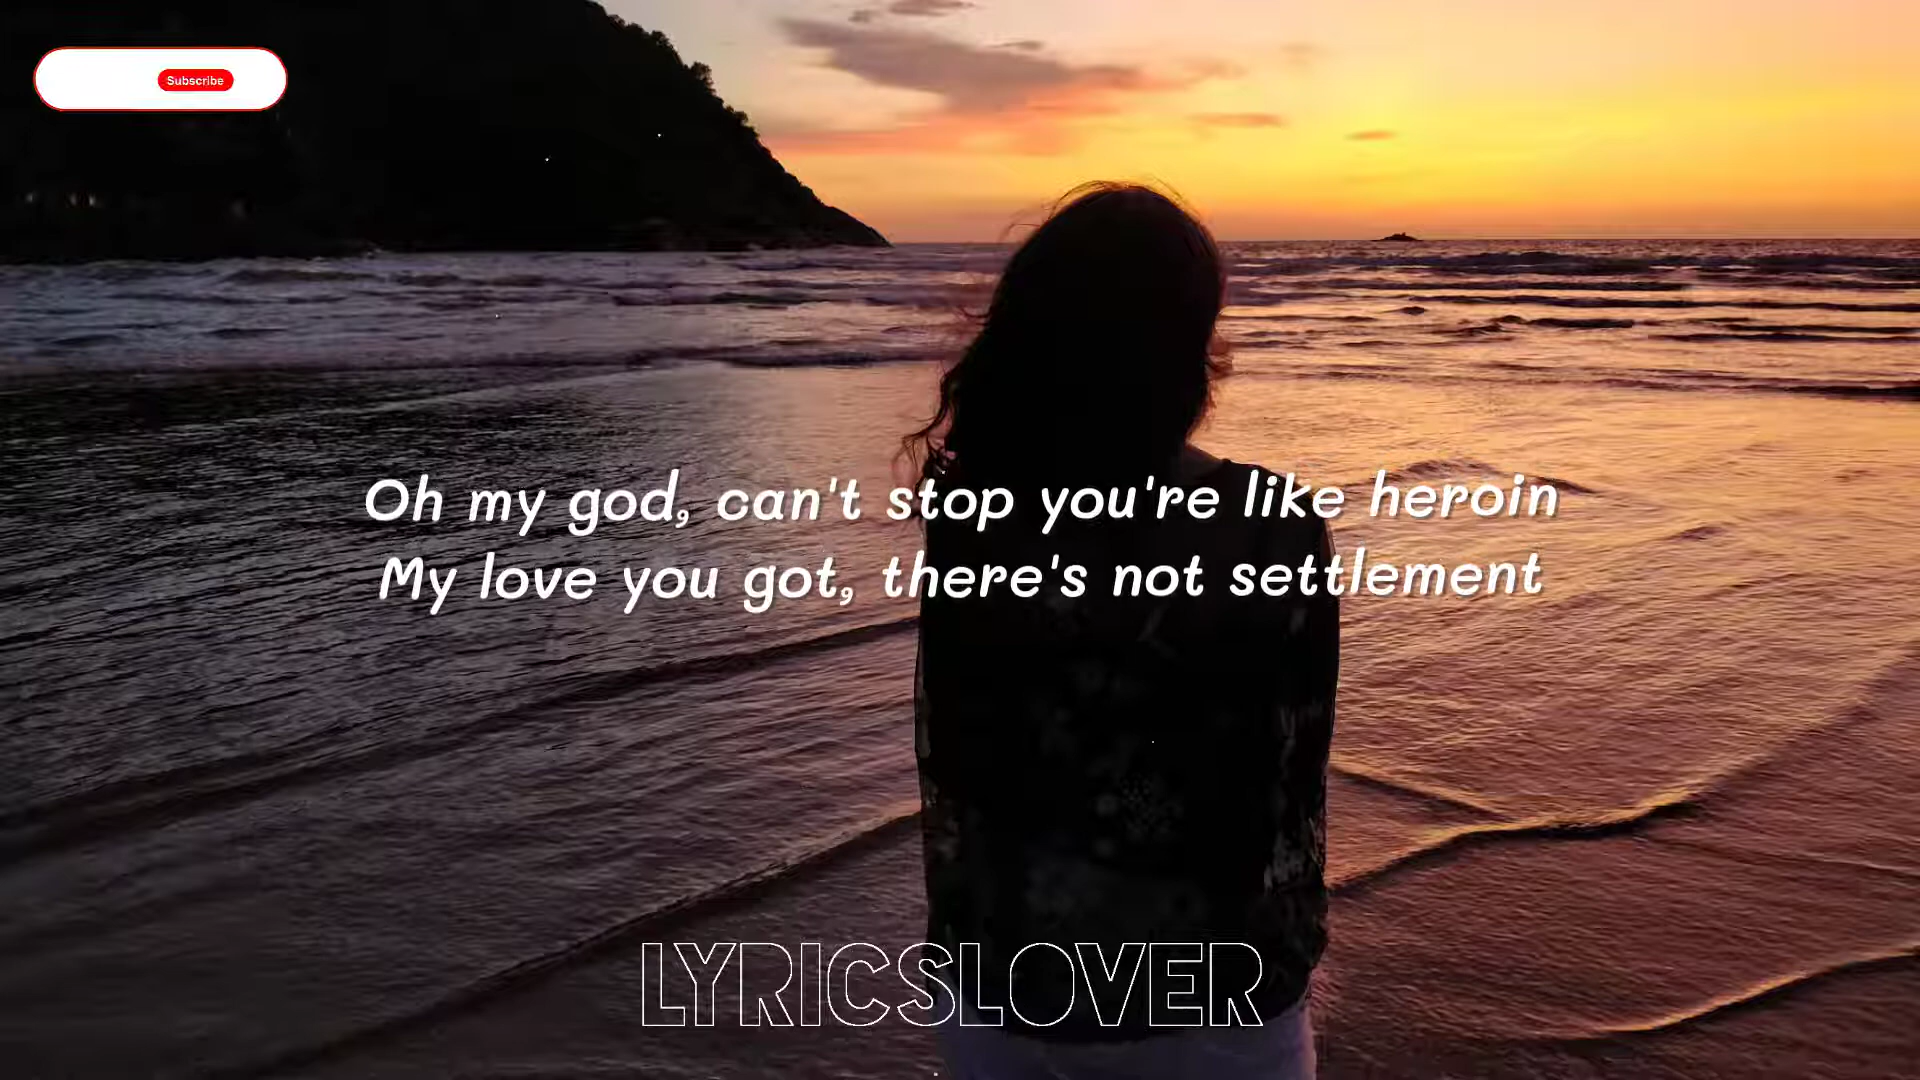 Subscribe
Oh my god, can't stop you're like heroin
My love you got, there's not settlement
LYRICSLOVER